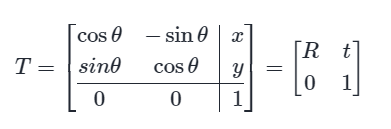 T = [cos θ − sin θ | x; sinθ cos θ | y; 0 0 | 1] = [R t; 0 1]